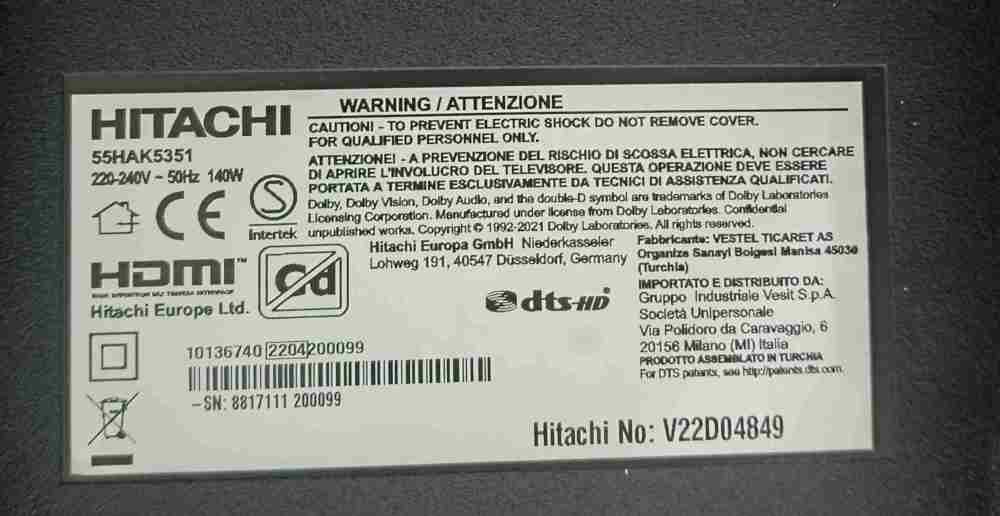 HITACHI
55HAK5351
220-240V ~ 50Hz 140W
CE
S
Intertek
HDMI™
HIGH DEFINITION MULTIMEDIA INTERFACE
Hitachi Europe Ltd.
Cd
WARNING / ATTENZIONE
CAUTION! - TO PREVENT ELECTRIC SHOCK DO NOT REMOVE COVER.
FOR QUALIFIED PERSONNEL ONLY.
ATTENZIONE! - A PREVENZIONE DEL RISCHIO DI SCOSSA ELETTRICA, NON CERCARE
DI APRIRE L'INVOLUCRO DEL TELEVISORE. QUESTA OPERAZIONE DEVE ESSERE
PORTATA A TERMINE ESCLUSIVAMENTE DA TECNICI DI ASSISTENZA QUALIFICATI.
Dolby, Dolby Vision, Dolby Audio, and the double-D symbol are trademarks of Dolby Laboratories
Licensing Corporation. Manufactured under license from Dolby Laboratories. Confidential
unpublished works. Copyright © 1992-2021 Dolby Laboratories. All rights reserved.
Hitachi Europa GmbH Niederkasseler
Lohweg 191, 40547 Düsseldorf, Germany
dts-HD®
Fabbricante: VESTEL TICARET AS
Organize Sanayi Bolgesi Manisa 45030
(Turchia)
IMPORTATO E DISTRIBUITO DA:
Gruppo Industriale Vesit S.p.A.
Società Unipersonale
Via Polidoro da Caravaggio, 6
20156 Milano (MI) Italia
PRODOTTO ASSEMBLATO IN TURCHIA
For DTS patents, see http://patents.dts.com.
10136740 2204200099
-SN: 8817111 200099
Hitachi No: V22D04849